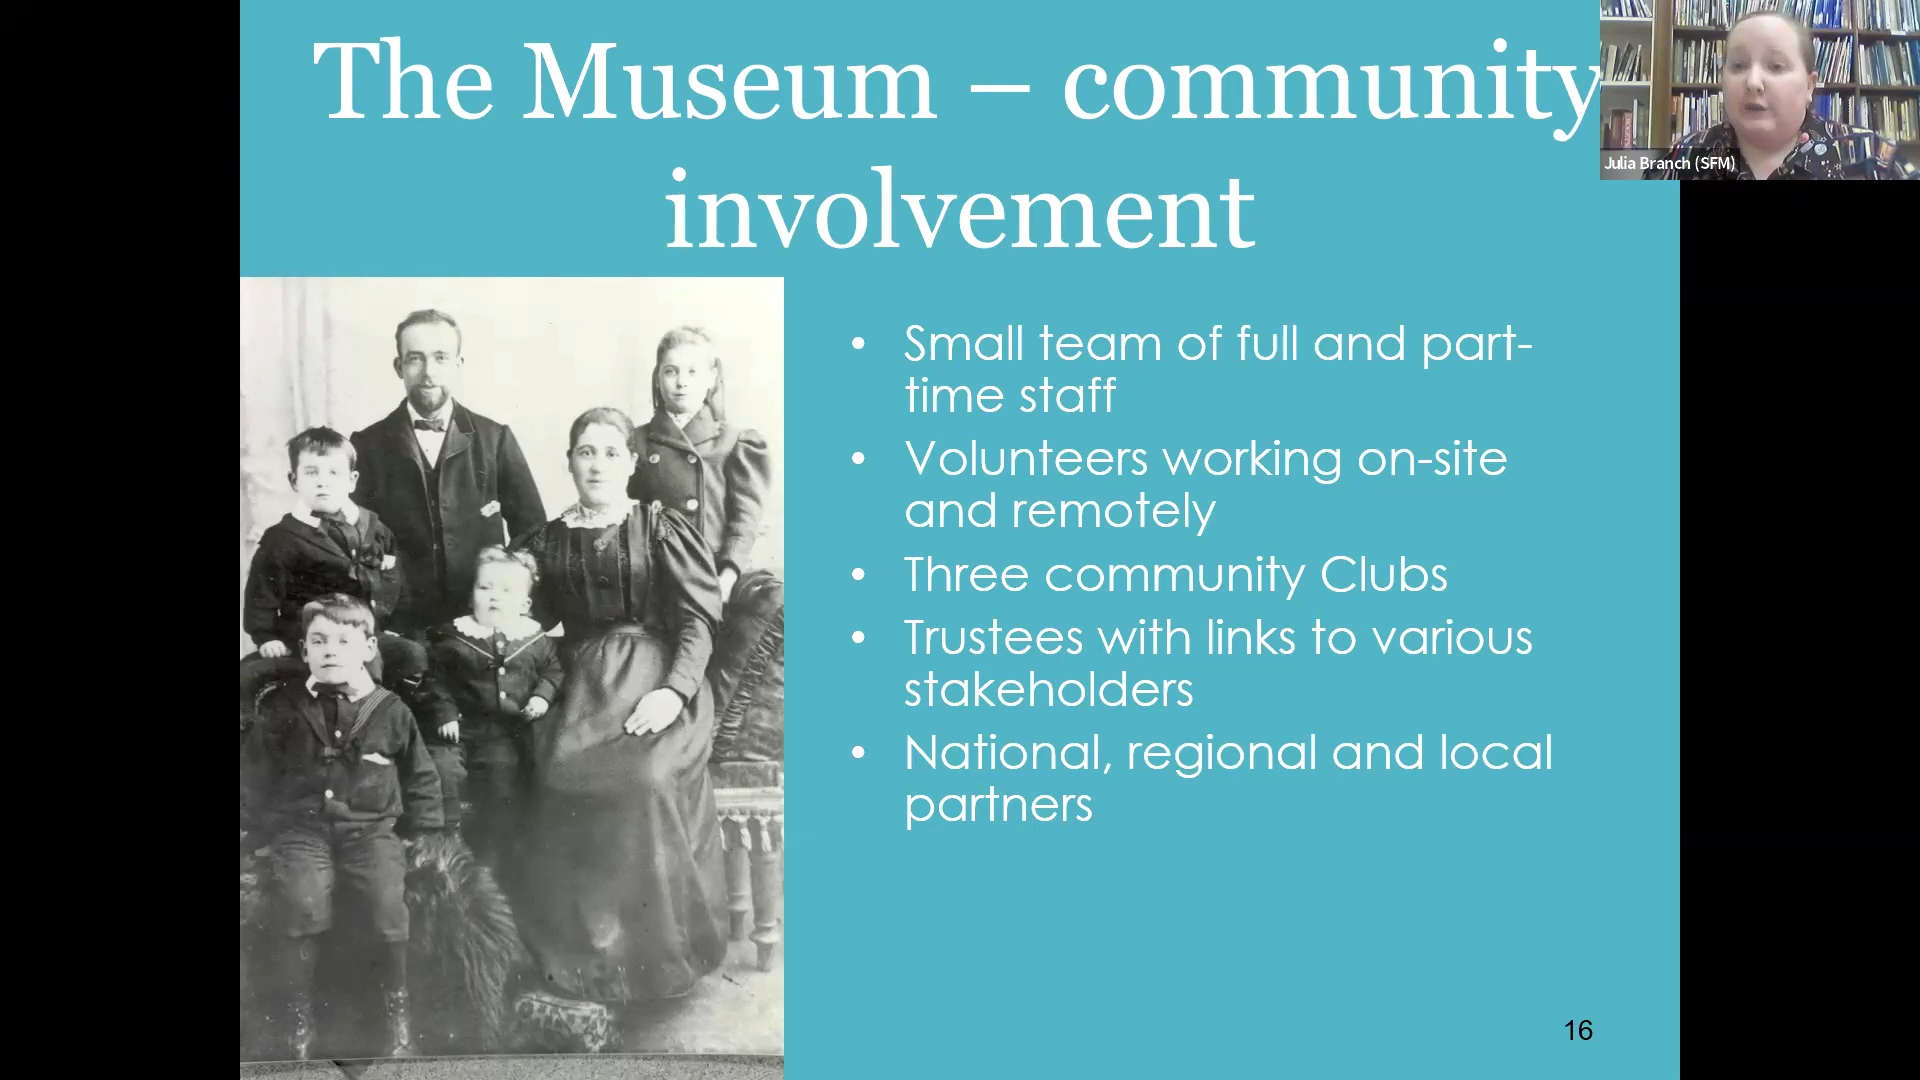 The Museum – community
involvement
Julia Branch (SFM)
• Small team of full and part-
time staff
• Volunteers working on-site
and remotely
• Three community Clubs
• Trustees with links to various
stakeholders
• National, regional and local
partners
16